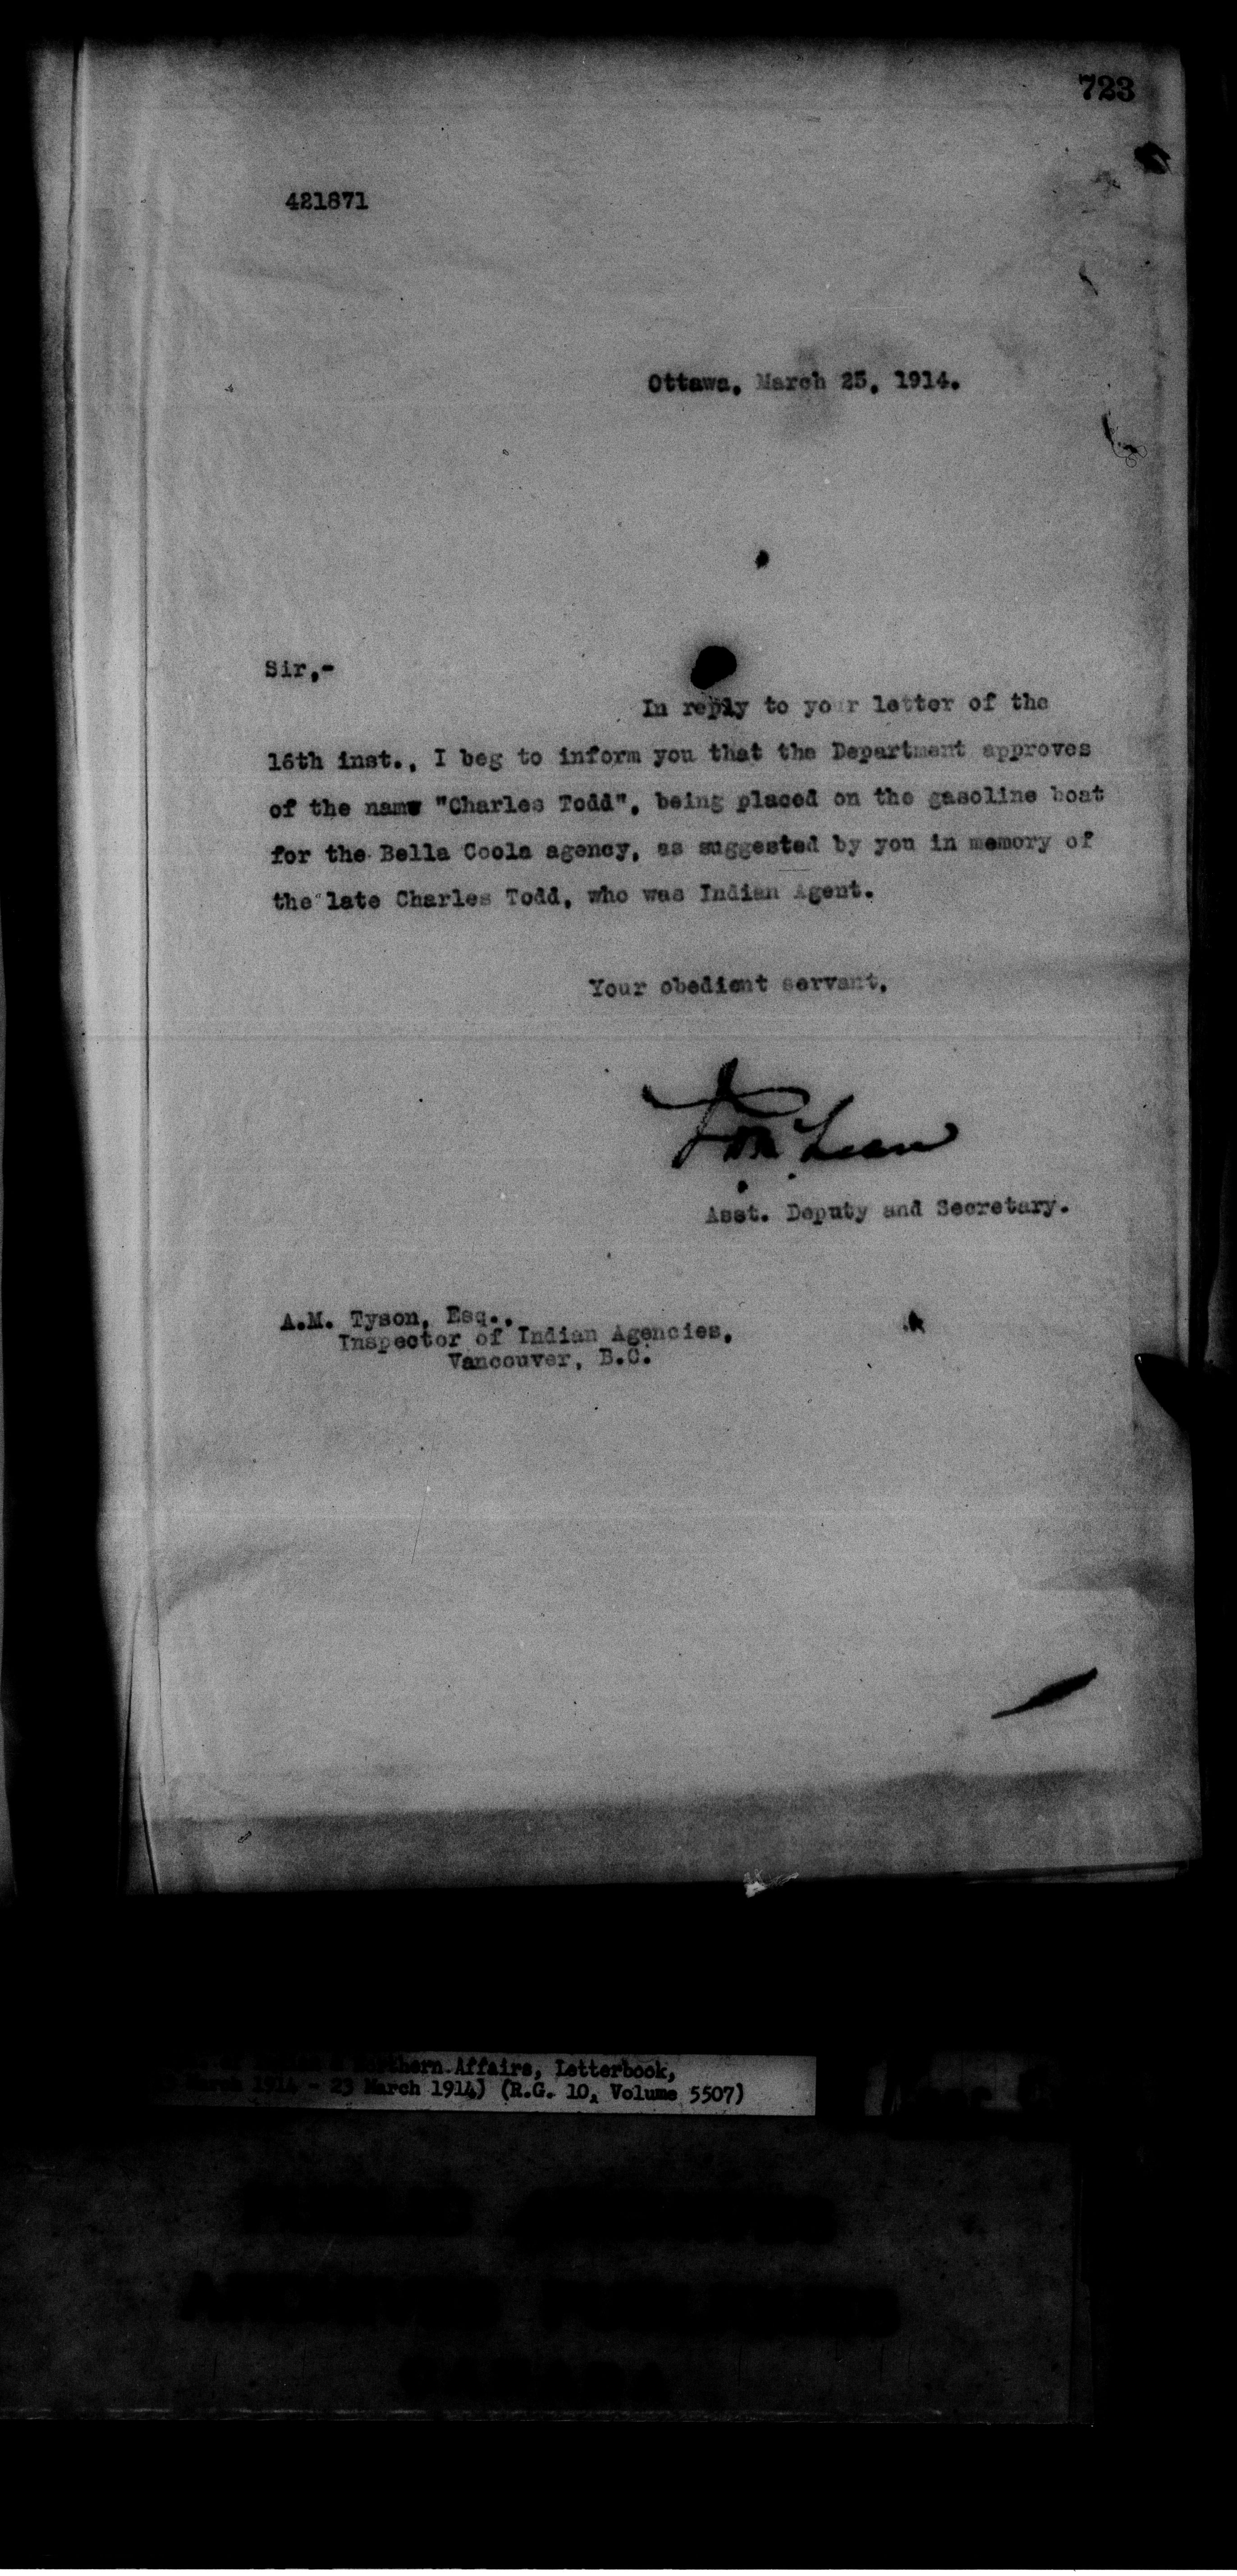 723
421871
Ottawa, March 25, 1914.
Sir,-
In reply to your letter of the
16th inst., I beg to inform you that the Department approves
of the name "Charles Todd", being placed on the gasoline boat
for the Bella Coola agency, as suggested by you in memory of
the late Charles Todd, who was Indian Agent.
Your obedient servant,
Asst. Deputy and Secretary.
A.M. Tyson, Esq.,
Inspector of Indian Agencies,
Vancouver, B.C.
Northern Affairs, Letterbook,
March 1914 - 23 March 1914) (R.G. 10, Volume 5507)